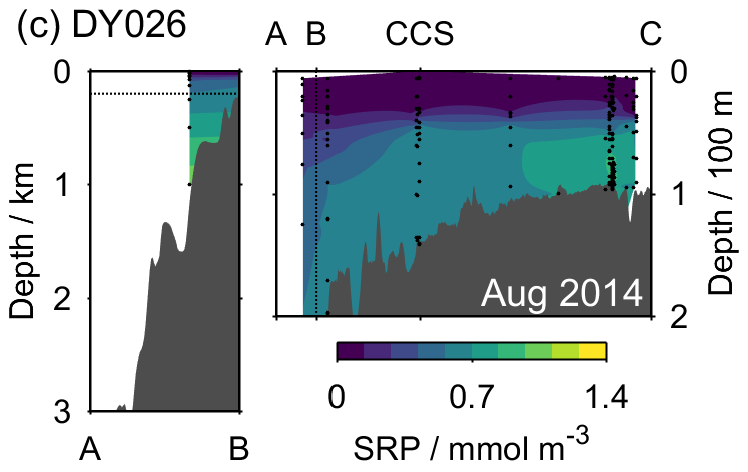 (c) DY026
A B CCS C
0
1
2
3
Depth / km
A B
0
1
2
Depth / 100 m
Aug 2014
0 0.7 1.4
SRP / mmol m⁻³